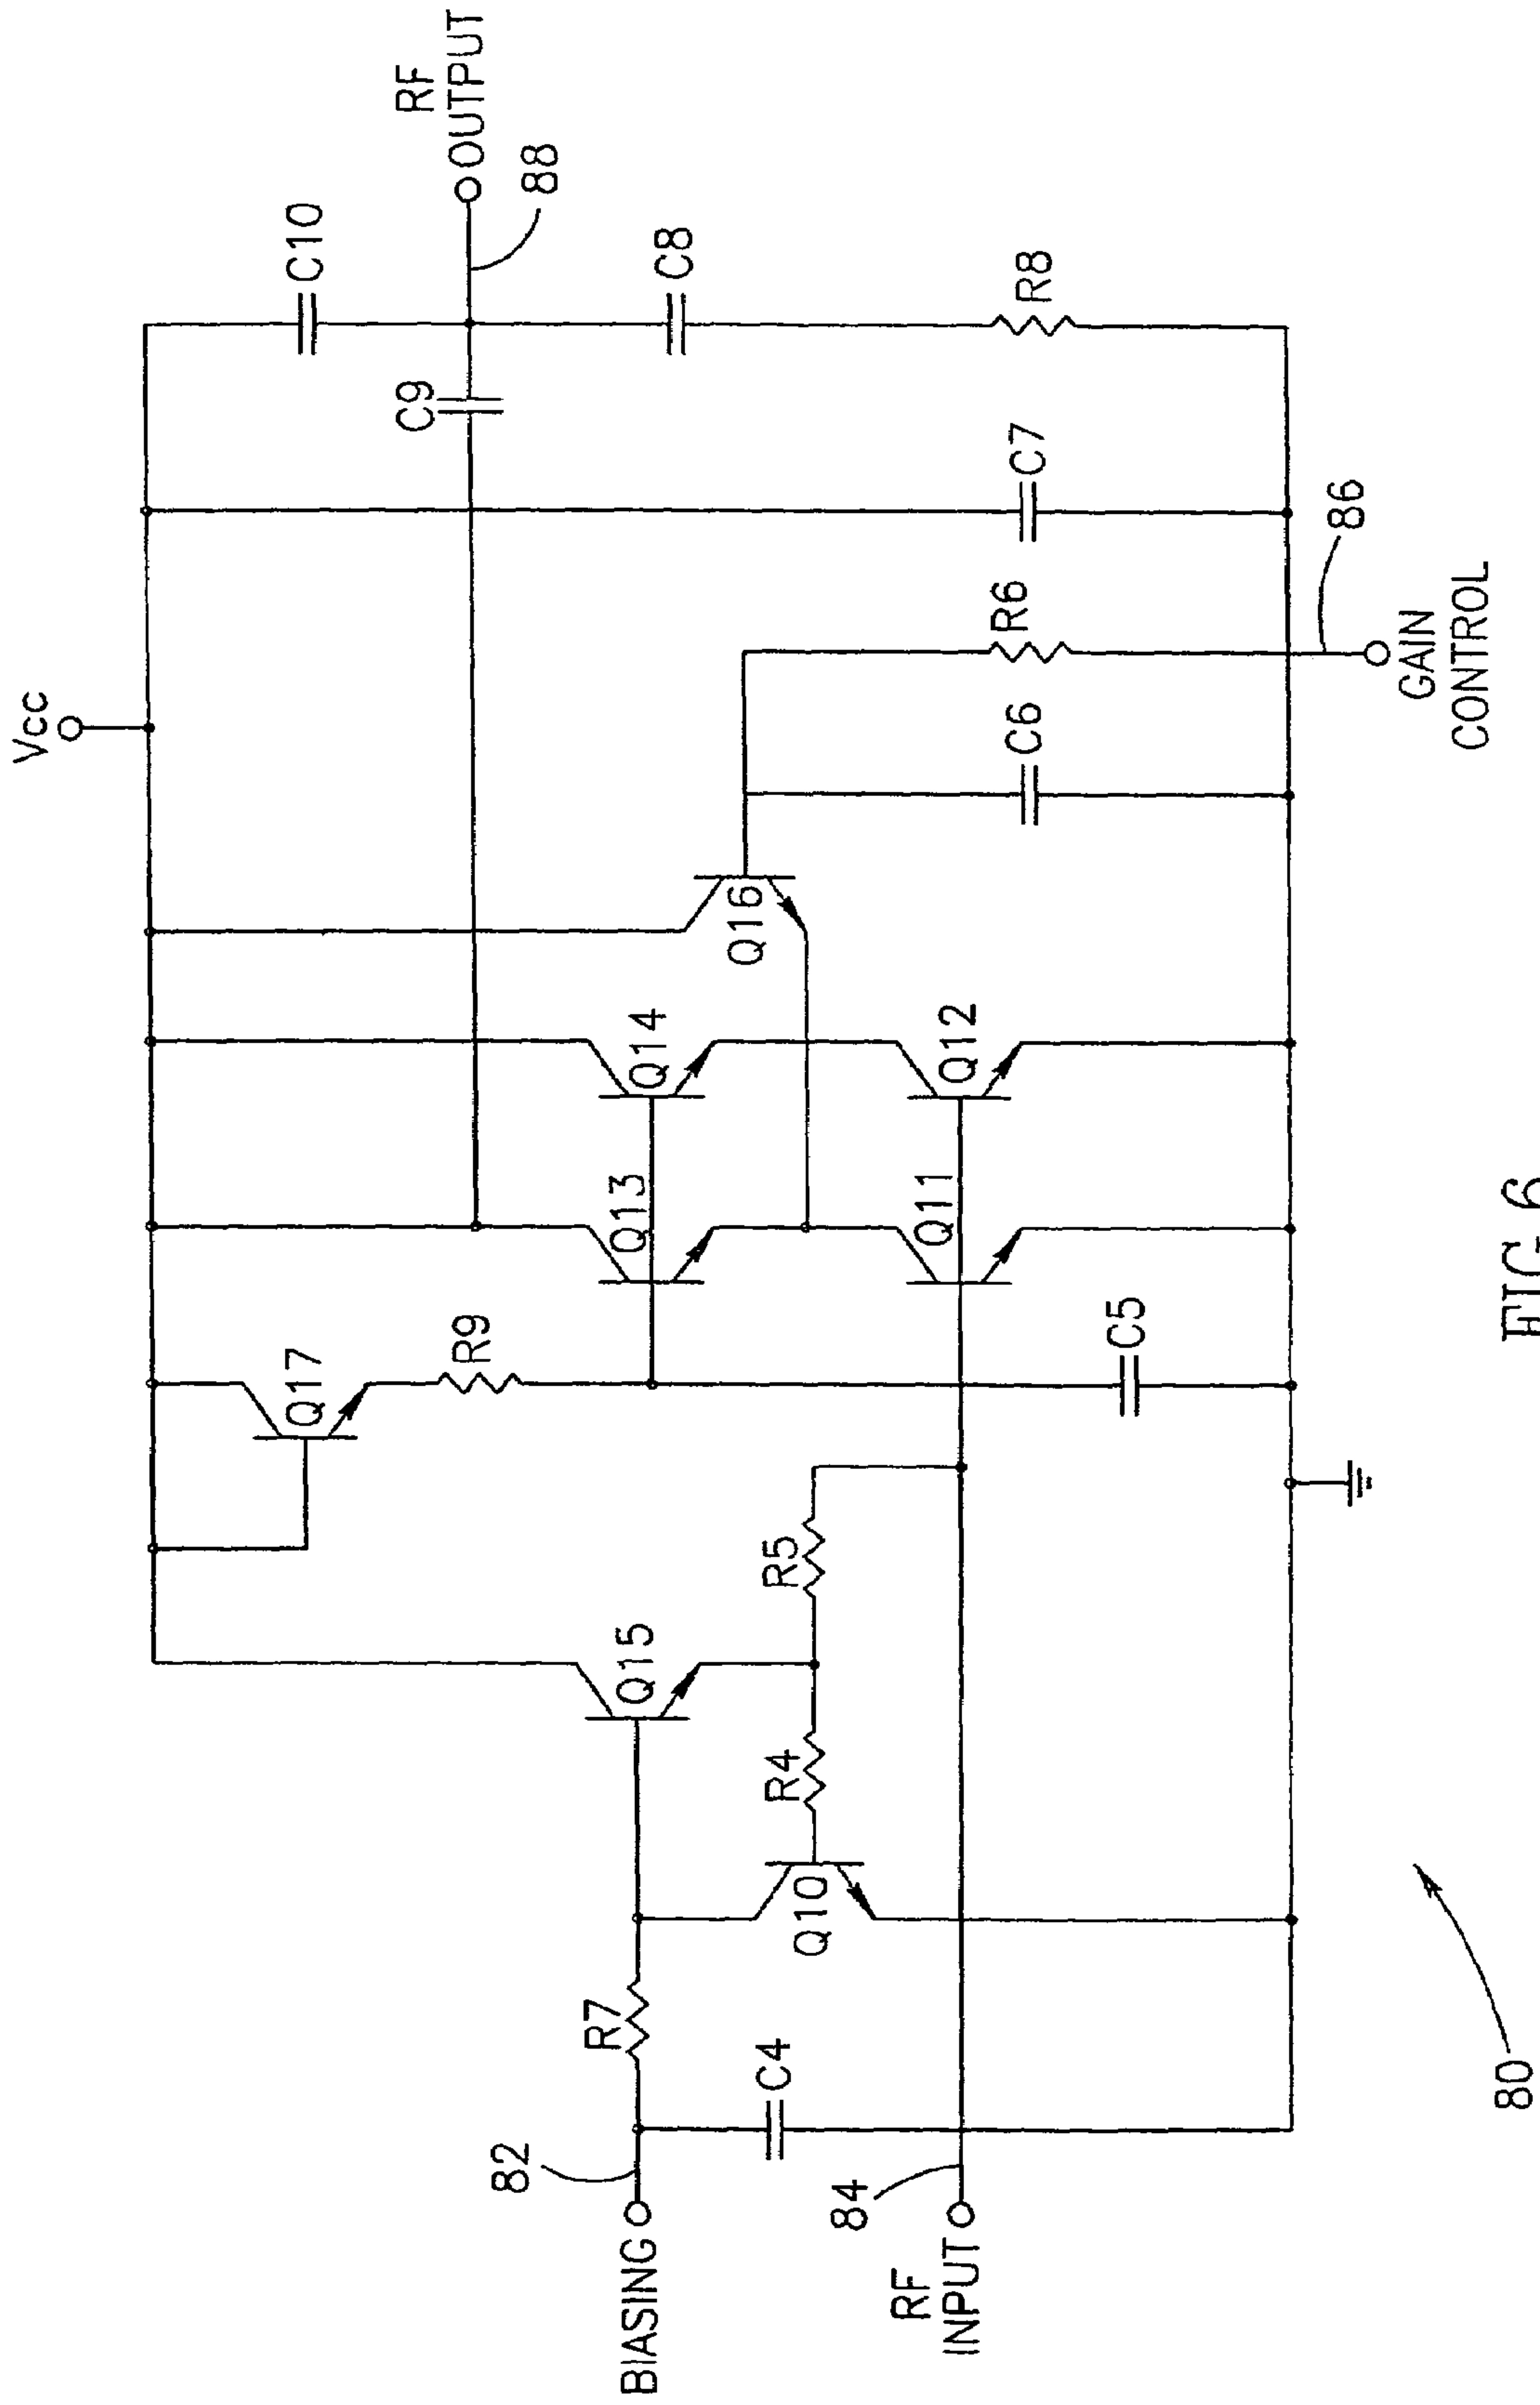 Vcc
RF
OUTPUT
88
C10
C9
C8
R8
C7
R6
86
GAIN
CONTROL
C6
Q16
Q14
Q12
Q13
Q11
Q17
R9
C5
Q15
R5
R4
Q10
R7
C4
82
BIASING
84
RF
INPUT
80
FIG. 6